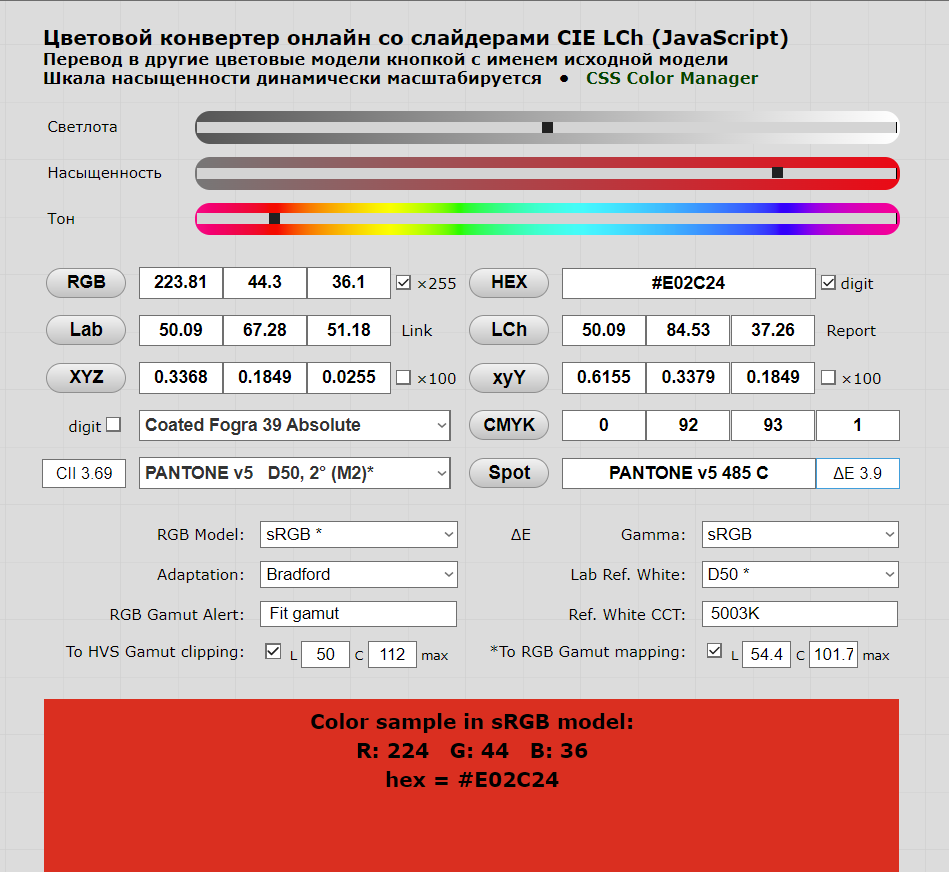 Цветовой конвертер онлайн со слайдерами CIE LCh (JavaScript)
Перевод в другие цветовые модели кнопкой с именем исходной модели
Шкала насыщенности динамически масштабируется • CSS Color Manager
Светлота
Насыщенность
Тон
RGB 223.81 44.3 36.1 ×255 HEX #E02C24 digit
Lab 50.09 67.28 51.18 Link LCh 50.09 84.53 37.26 Report
XYZ 0.3368 0.1849 0.0255 ×100 xyY 0.6155 0.3379 0.1849 ×100
digit Coated Fogra 39 Absolute CMYK 0 92 93 1
CII 3.69 PANTONE v5 D50, 2° (M2)* Spot PANTONE v5 485 C ΔE 3.9
RGB Model: sRGB * ΔE Gamma: sRGB
Adaptation: Bradford Lab Ref. White: D50 *
RGB Gamut Alert: Fit gamut Ref. White CCT: 5003K
To HVS Gamut clipping: L 50 C 112 max *To RGB Gamut mapping: L 54.4 C 101.7 max
Color sample in sRGB model:
R: 224 G: 44 B: 36
hex = #E02C24